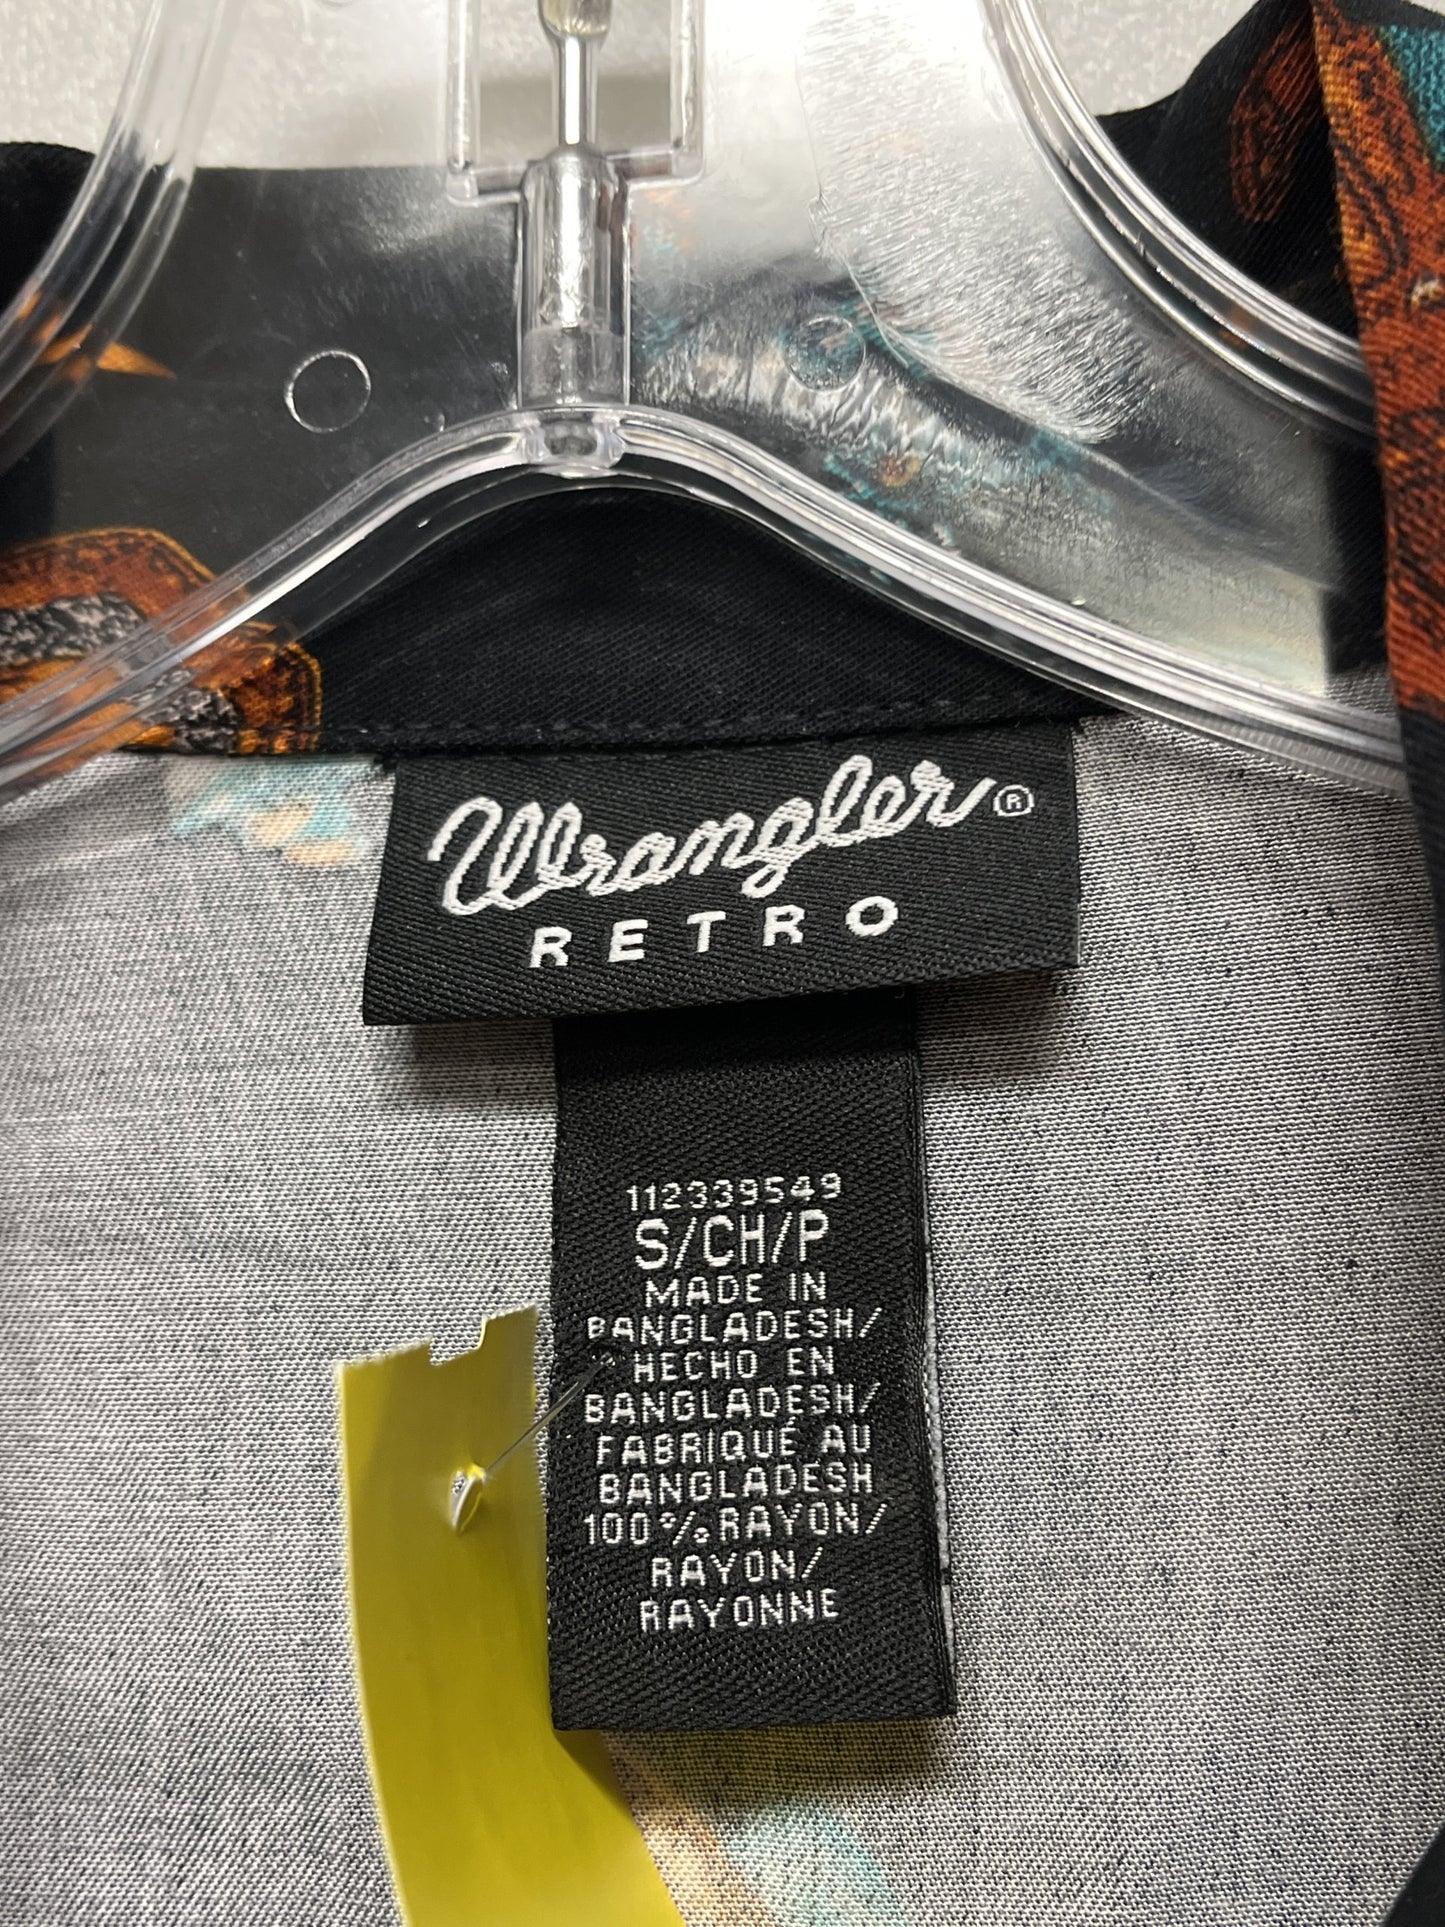 Wrangler®
RETRO
112339549
S/CH/P
MADE IN
BANGLADESH/
HECHO EN
BANGLADESH/
FABRIQUÉ AU
BANGLADESH
100% RAYON/
RAYON/
RAYONNE